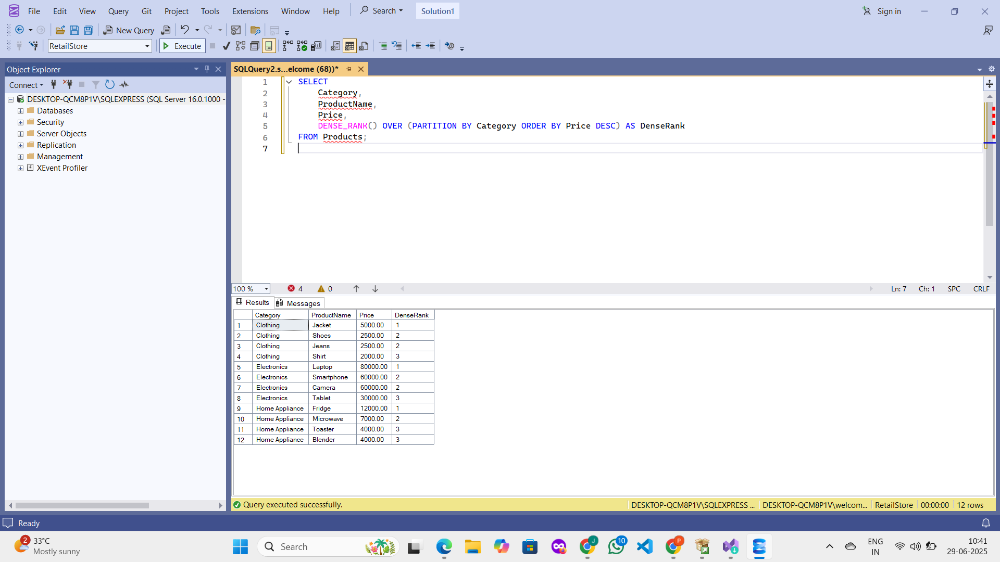 File Edit View Query Git Project Tools Extensions Window Help Search Solution1 Sign in
New Query
RetailStore Execute
Object Explorer
Connect
DESKTOP-QCM8P1V\SQLEXPRESS (SQL Server 16.0.1000 -
Databases
Security
Server Objects
Replication
Management
XEvent Profiler
SQLQuery2.s...elcome (68))*
1 SELECT
2 Category,
3 ProductName,
4 Price,
5 DENSE_RANK() OVER (PARTITION BY Category ORDER BY Price DESC) AS DenseRank
6 FROM Products;
7
100 % 4 0 Ln: 7 Ch: 1 SPC CRLF
Results Messages
Category ProductName Price DenseRank
1 Clothing Jacket 5000.00 1
2 Clothing Shoes 2500.00 2
3 Clothing Jeans 2500.00 2
4 Clothing Shirt 2000.00 3
5 Electronics Laptop 80000.00 1
6 Electronics Smartphone 60000.00 2
7 Electronics Camera 60000.00 2
8 Electronics Tablet 30000.00 3
9 Home Appliance Fridge 12000.00 1
10 Home Appliance Microwave 7000.00 2
11 Home Appliance Toaster 4000.00 3
12 Home Appliance Blender 4000.00 3
Query executed successfully. DESKTOP-QCM8P1V\SQLEXPRESS ... DESKTOP-QCM8P1V\welcom... RetailStore 00:00:00 12 rows
Ready
2 33°C
Mostly sunny
Search
J
10
P
ENG
IN
10:41
29-06-2025